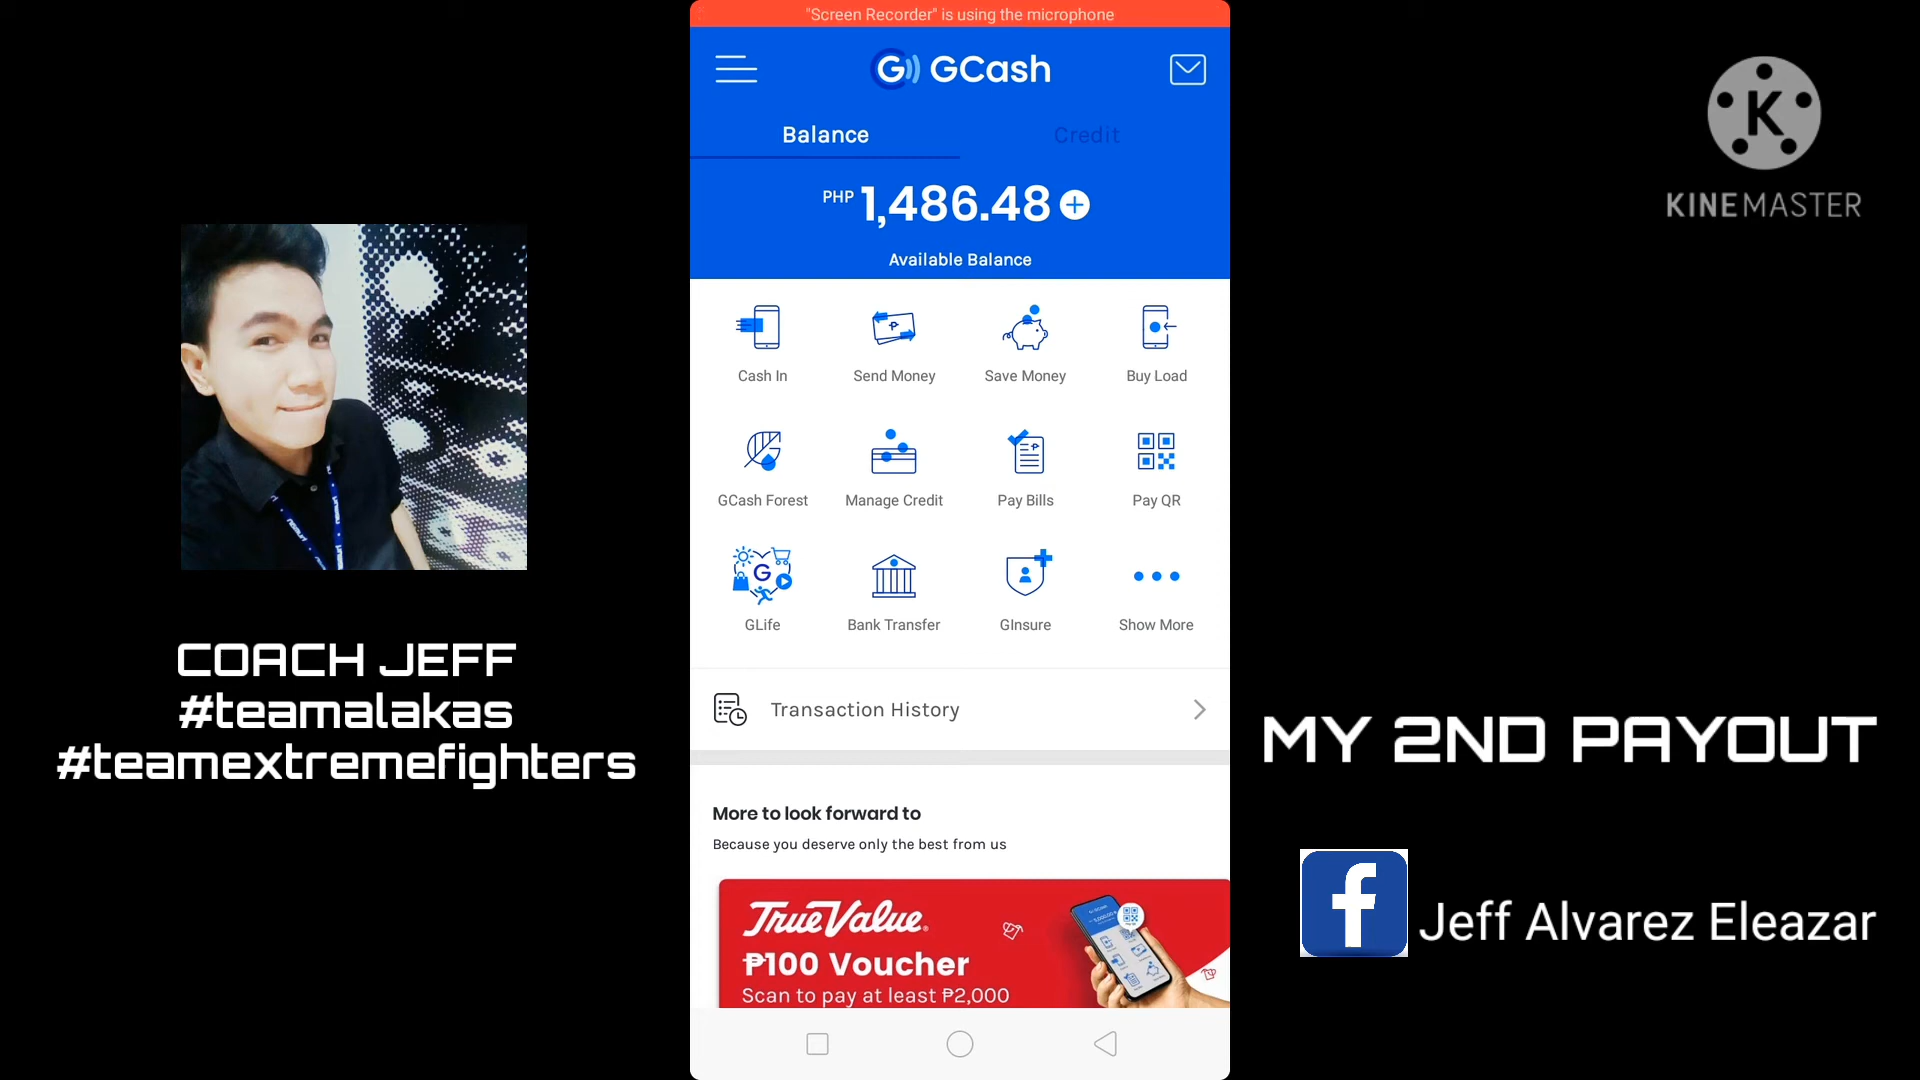 "Screen Recorder" is using the microphone
GCash
Balance
Credit
PHP 1,486.48
Available Balance
Cash In
Send Money
Save Money
Buy Load
GCash Forest
Manage Credit
Pay Bills
Pay QR
GLife
Bank Transfer
GInsure
Show More
Transaction History
More to look forward to
Because you deserve only the best from us
True Value.
₱100 Voucher
Scan to pay at least ₱2,000
COACH JEFF
#teamalakas
#teamextremefighters
K
KINEMASTER
MY 2ND PAYOUT
f
Jeff Alvarez Eleazar